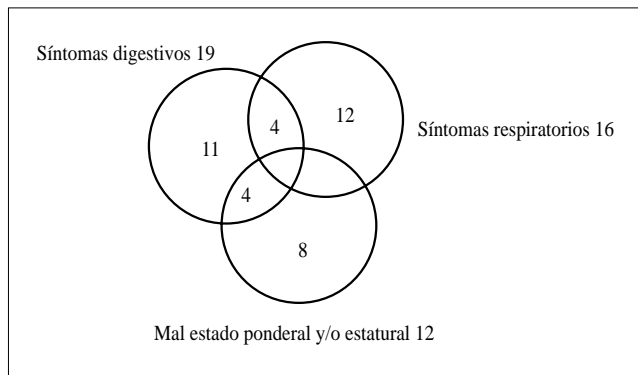 Síntomas digestivos 19
4
12
Síntomas respiratorios 16
11
4
8
Mal estado ponderal y/o estatural 12